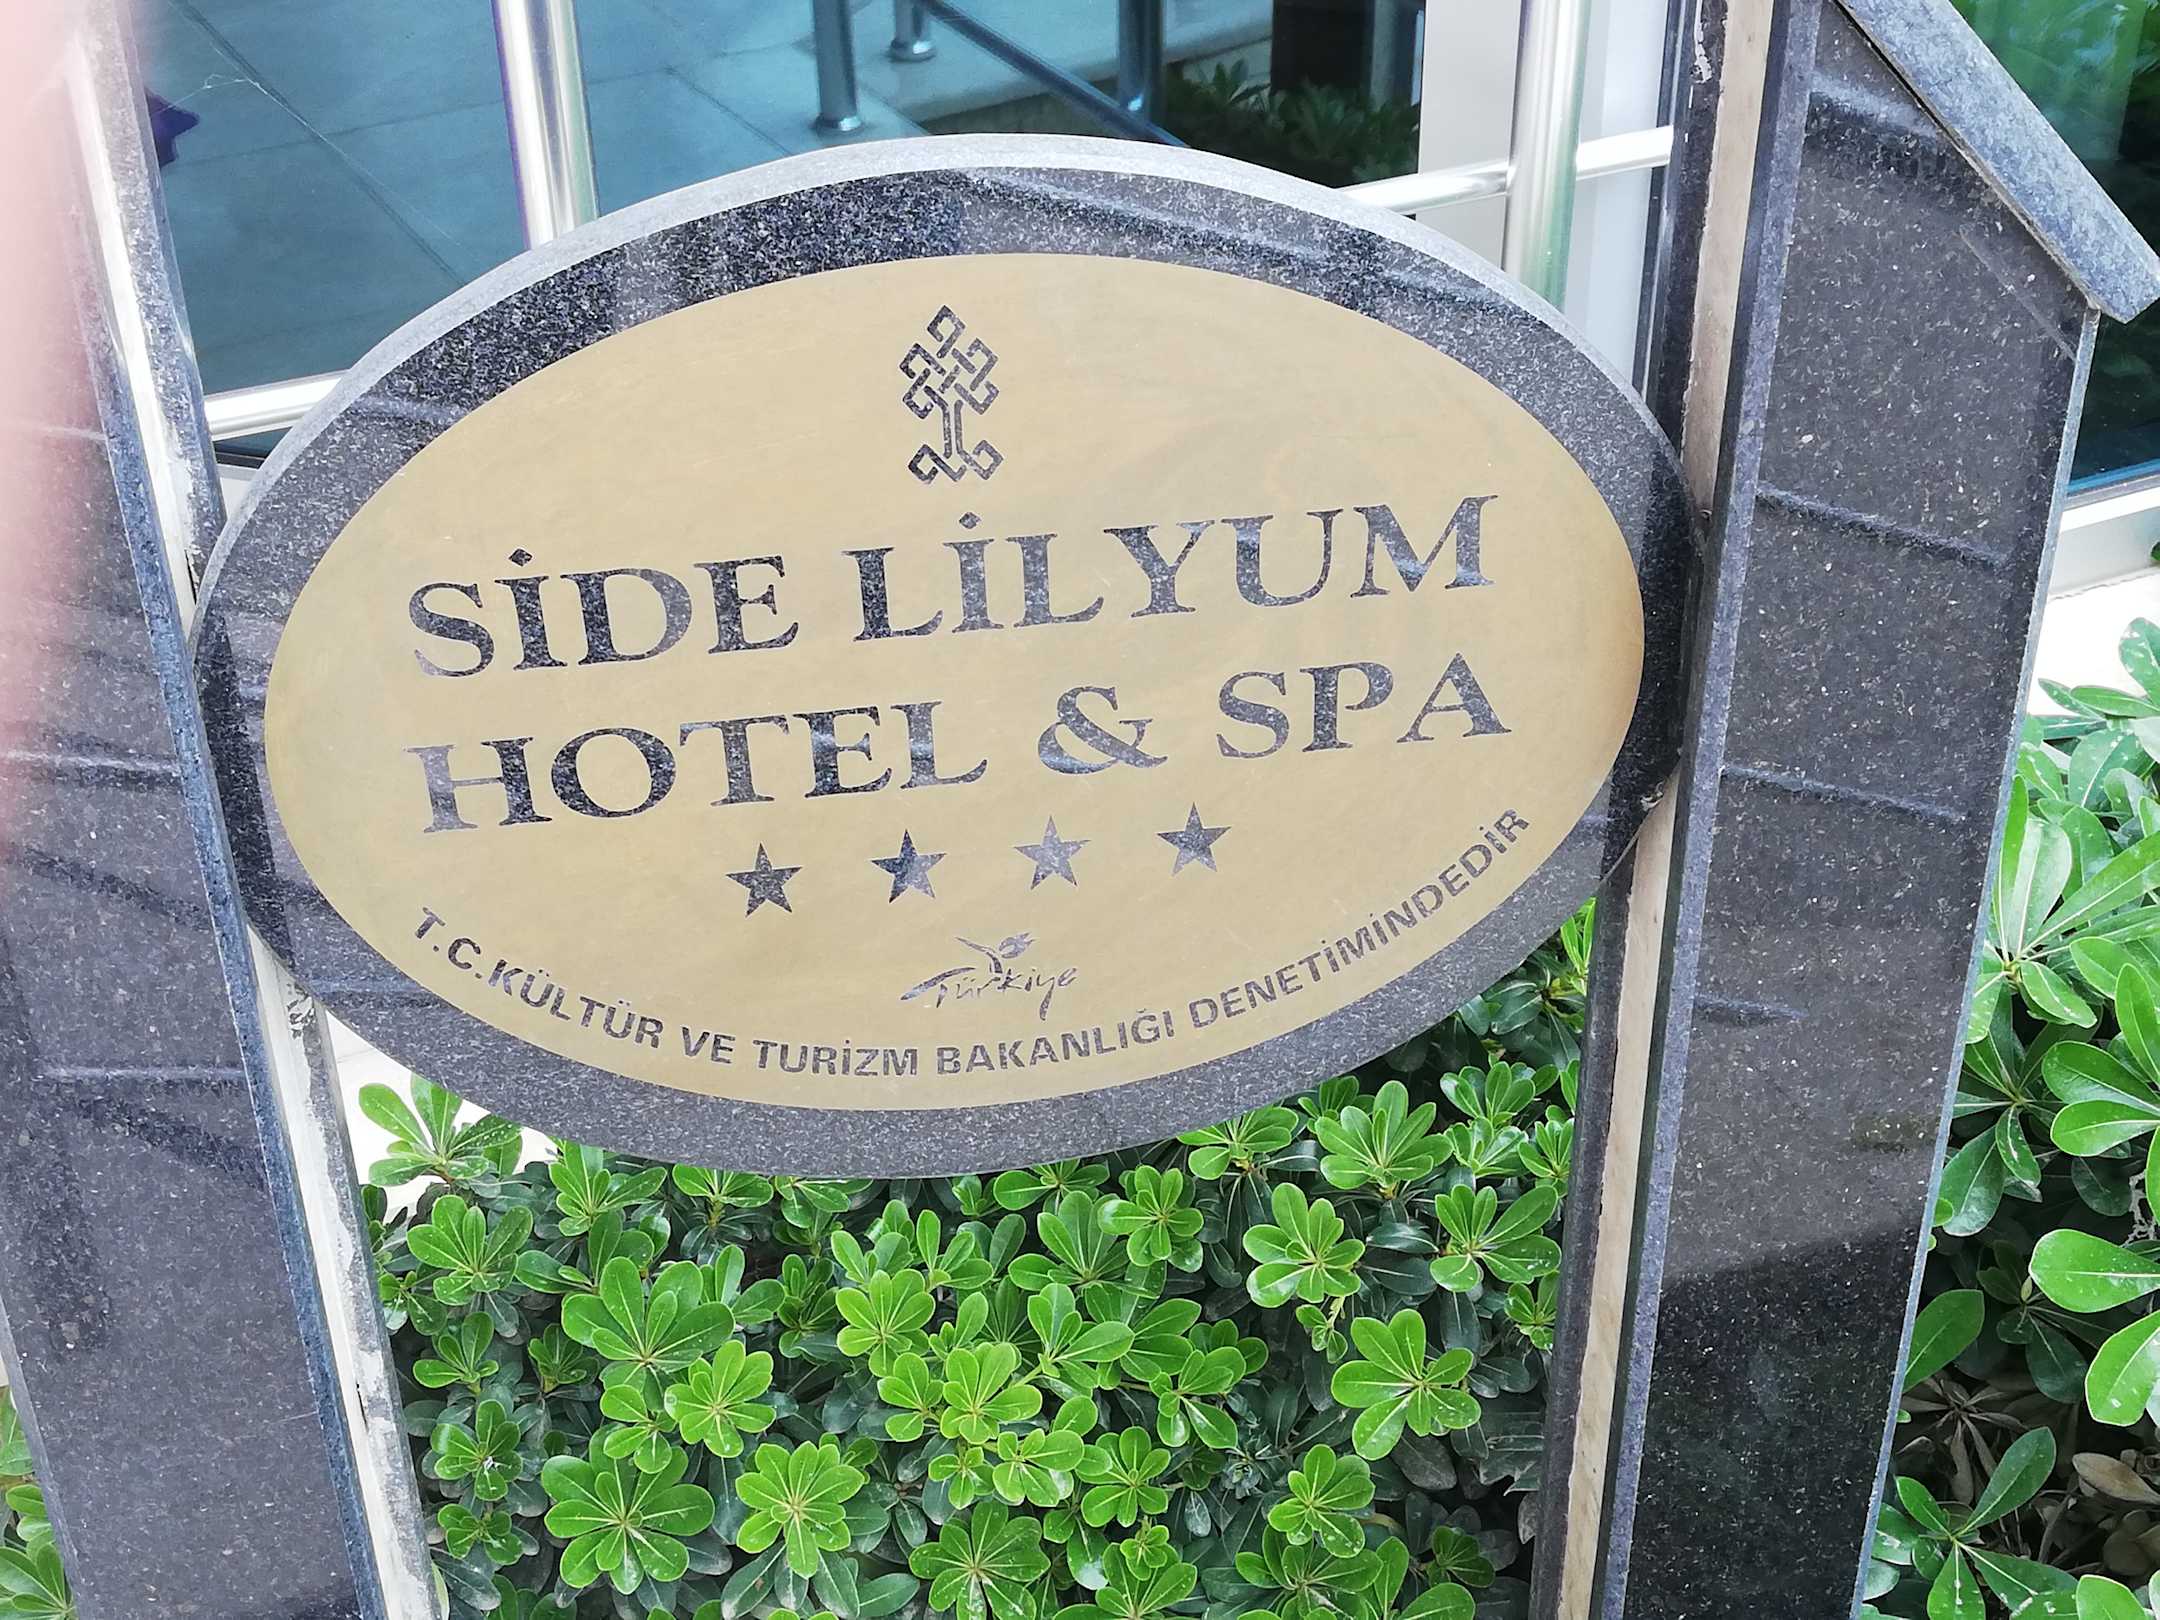 SİDE LİLYUM
HOTEL & SPA
Türkiye
T.C.KÜLTÜR VE TURİZM BAKANLIĞI DENETİMİNDEDİR